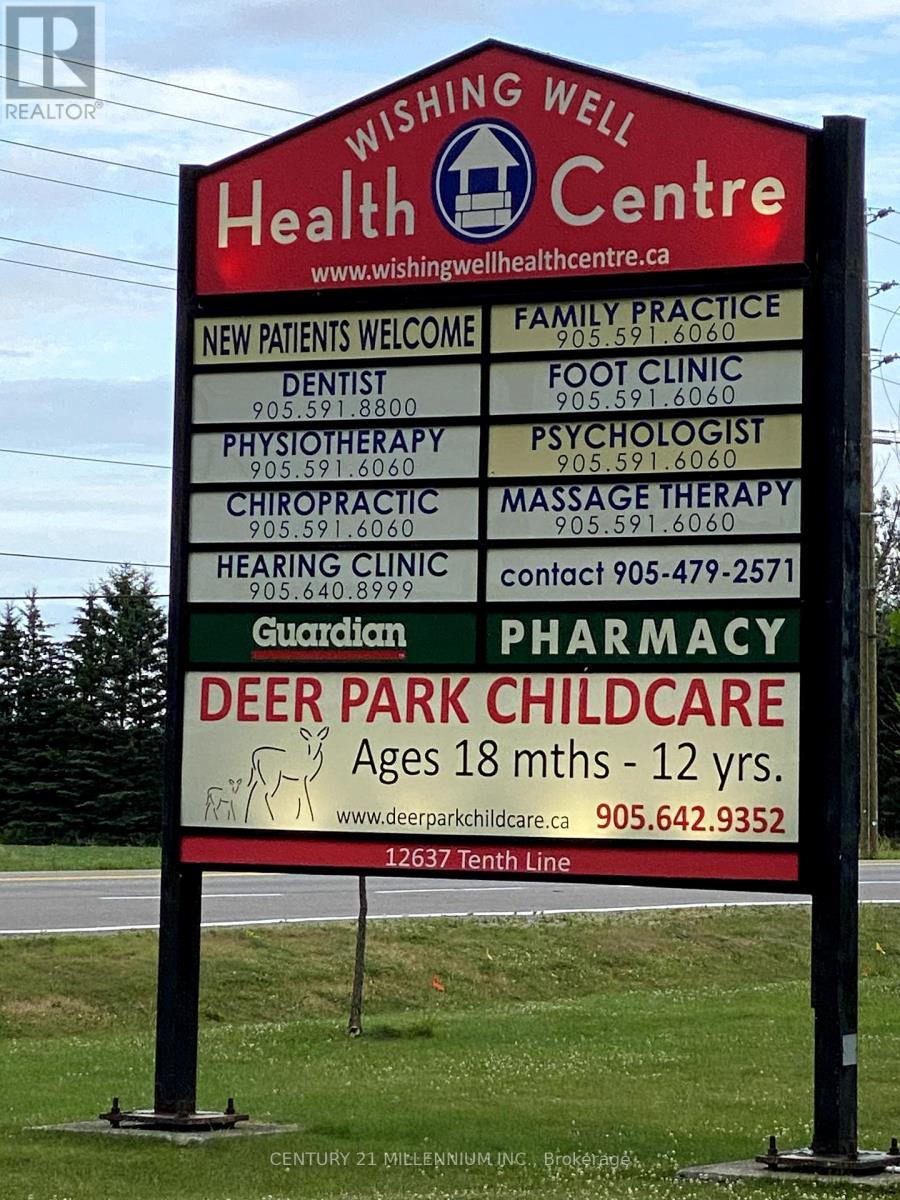 R
REALTOR®
WISHING WELL
Health Centre
www.wishingwellhealthcentre.ca
NEW PATIENTS WELCOME
FAMILY PRACTICE
905.591.6060
DENTIST
905.591.8800
FOOT CLINIC
905.591.6060
PHYSIOTHERAPY
905.591.6060
PSYCHOLOGIST
905.591.6060
CHIROPRACTIC
905.591.6060
MASSAGE THERAPY
905.591.6060
HEARING CLINIC
905.640.8999
contact 905-479-2571
Guardian
PHARMACY
DEER PARK CHILDCARE
Ages 18 mths - 12 yrs.
www.deerparkchildcare.ca 905.642.9352
12637 Tenth Line
CENTURY 21 MILLENNIUM INC., Brokerage